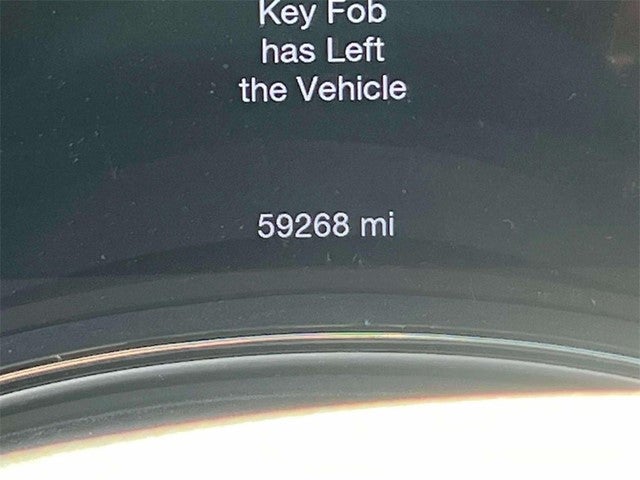 Key Fob
has Left
the Vehicle
59268 mi